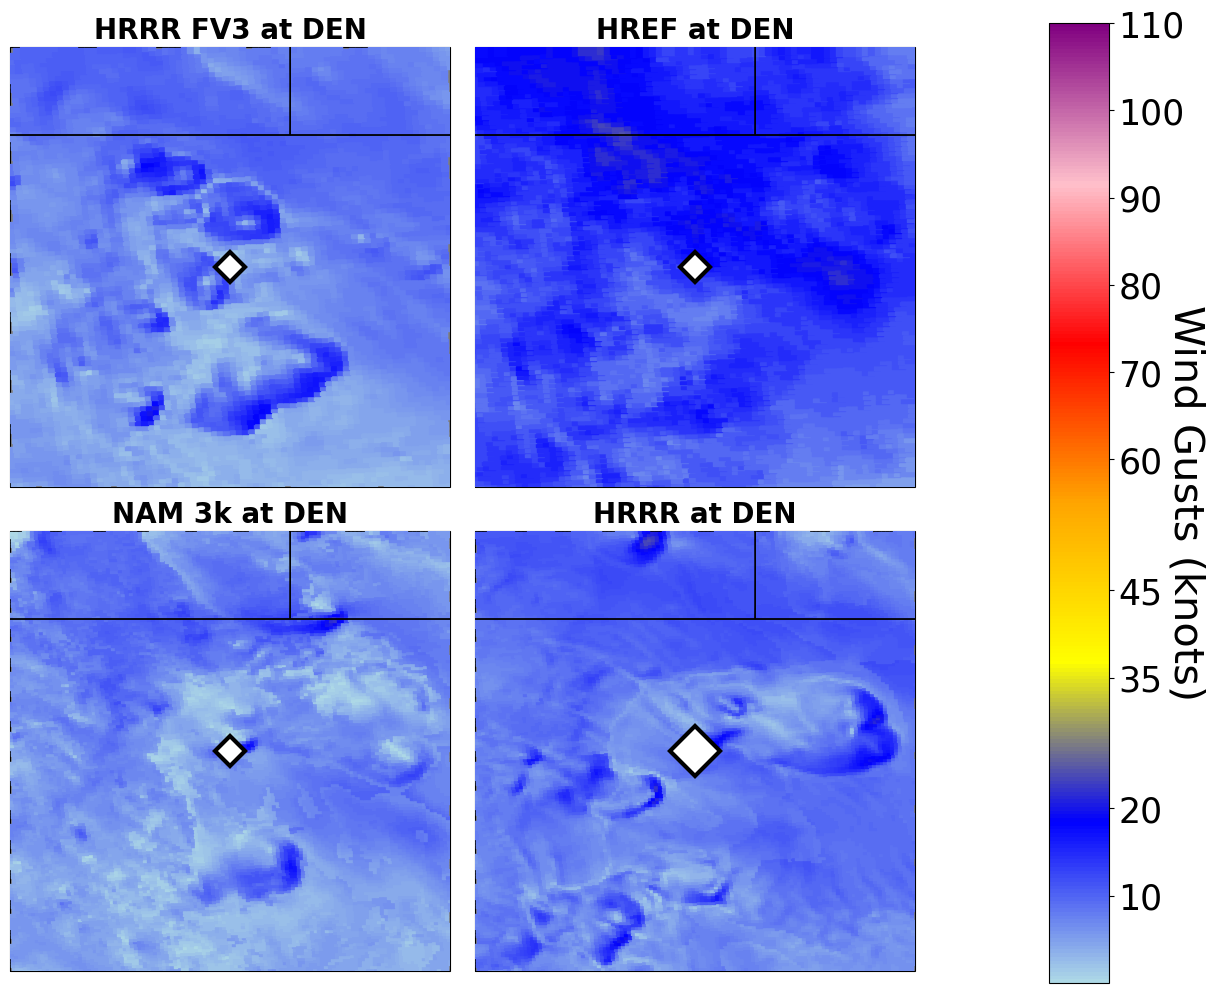 HRRR FV3 at DEN
HREF at DEN
NAM 3k at DEN
HRRR at DEN
110
100
90
80
70
60
45
35
20
10
Wind Gusts (knots)